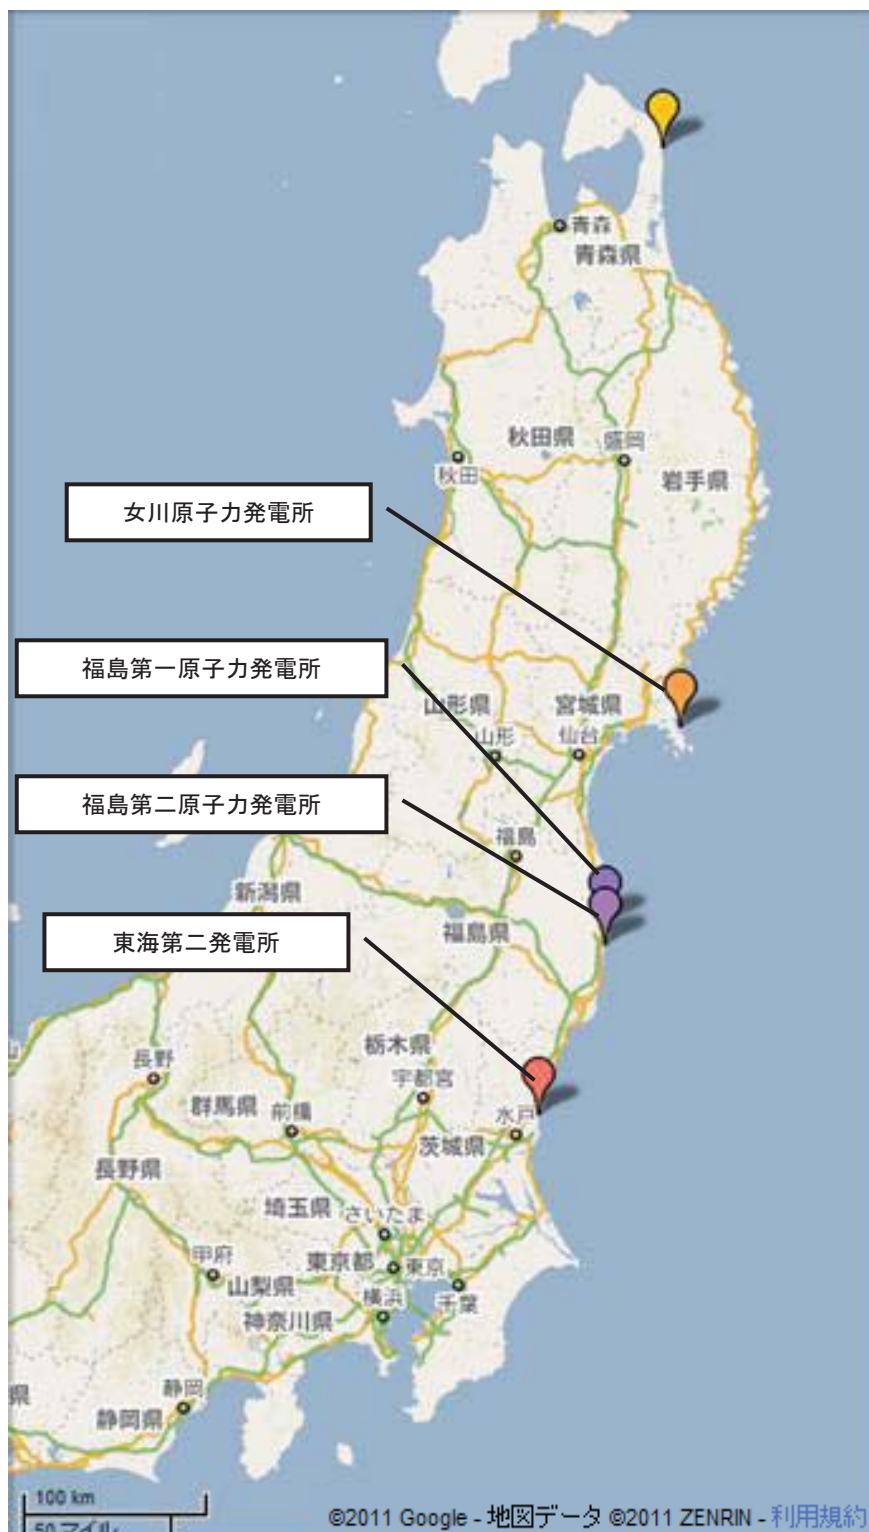 青森
青森県
秋田県
盛岡
秋田
岩手県
女川原子力発電所
福島第一原子力発電所
山形県
宮城県
山形
仙台
福島第二原子力発電所
福島
新潟県
福島県
東海第二発電所
栃木県
長野
宇都宮
群馬県
前橋
水戸
茨城県
長野県
埼玉県
さいたま
甲府
東京都
東京
山梨県
横浜
千葉
神奈川県
静岡
県
静岡県
100 km
50 マイル
©2011 Google - 地図データ ©2011 ZENRIN - 利用規約